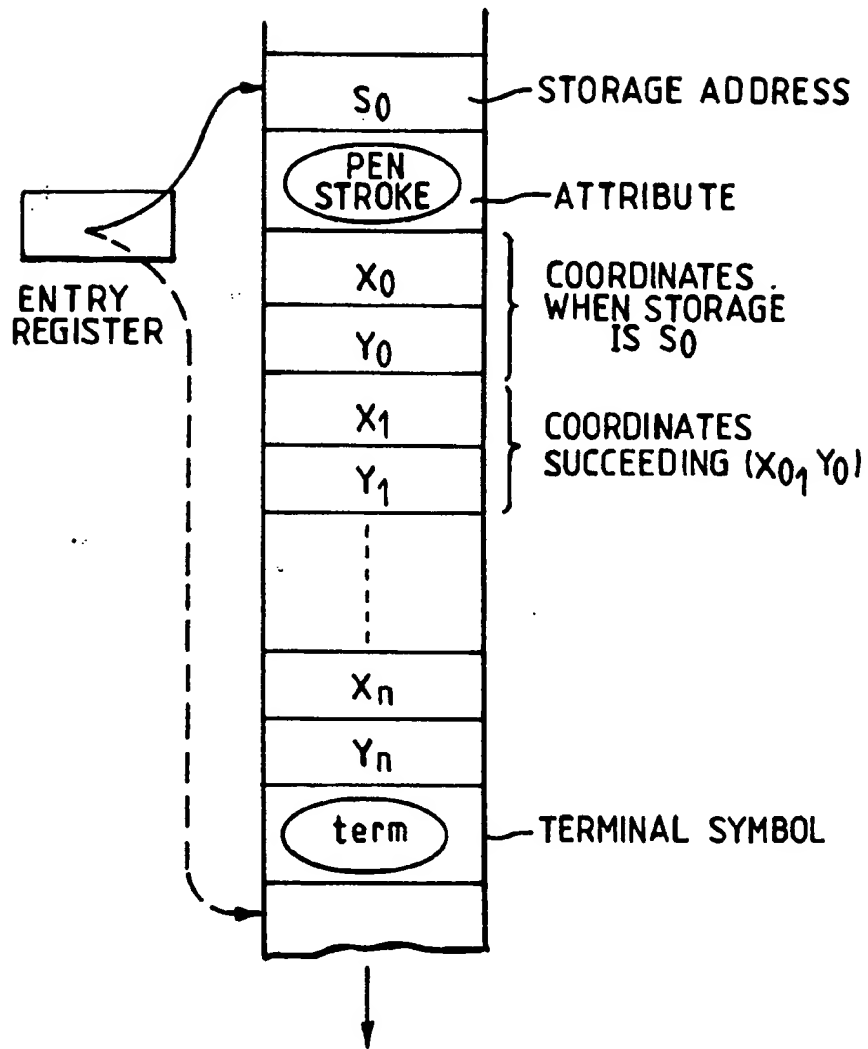 S0
STORAGE ADDRESS
PEN
STROKE
ATTRIBUTE
ENTRY
REGISTER
X0
Y0
COORDINATES
WHEN STORAGE
IS S0
X1
Y1
COORDINATES
SUCCEEDING (X0, Y0)
Xn
Yn
term
TERMINAL SYMBOL